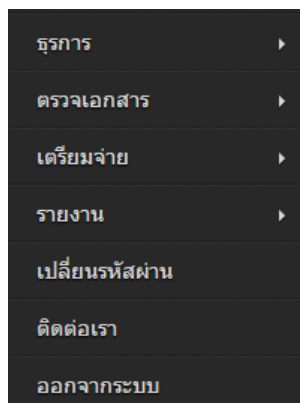 ธุรการ
ตรวจเอกสาร
เตรียมจ่าย
รายงาน
เปลี่ยนรหัสผ่าน
ติดต่อเรา
ออกจากระบบ